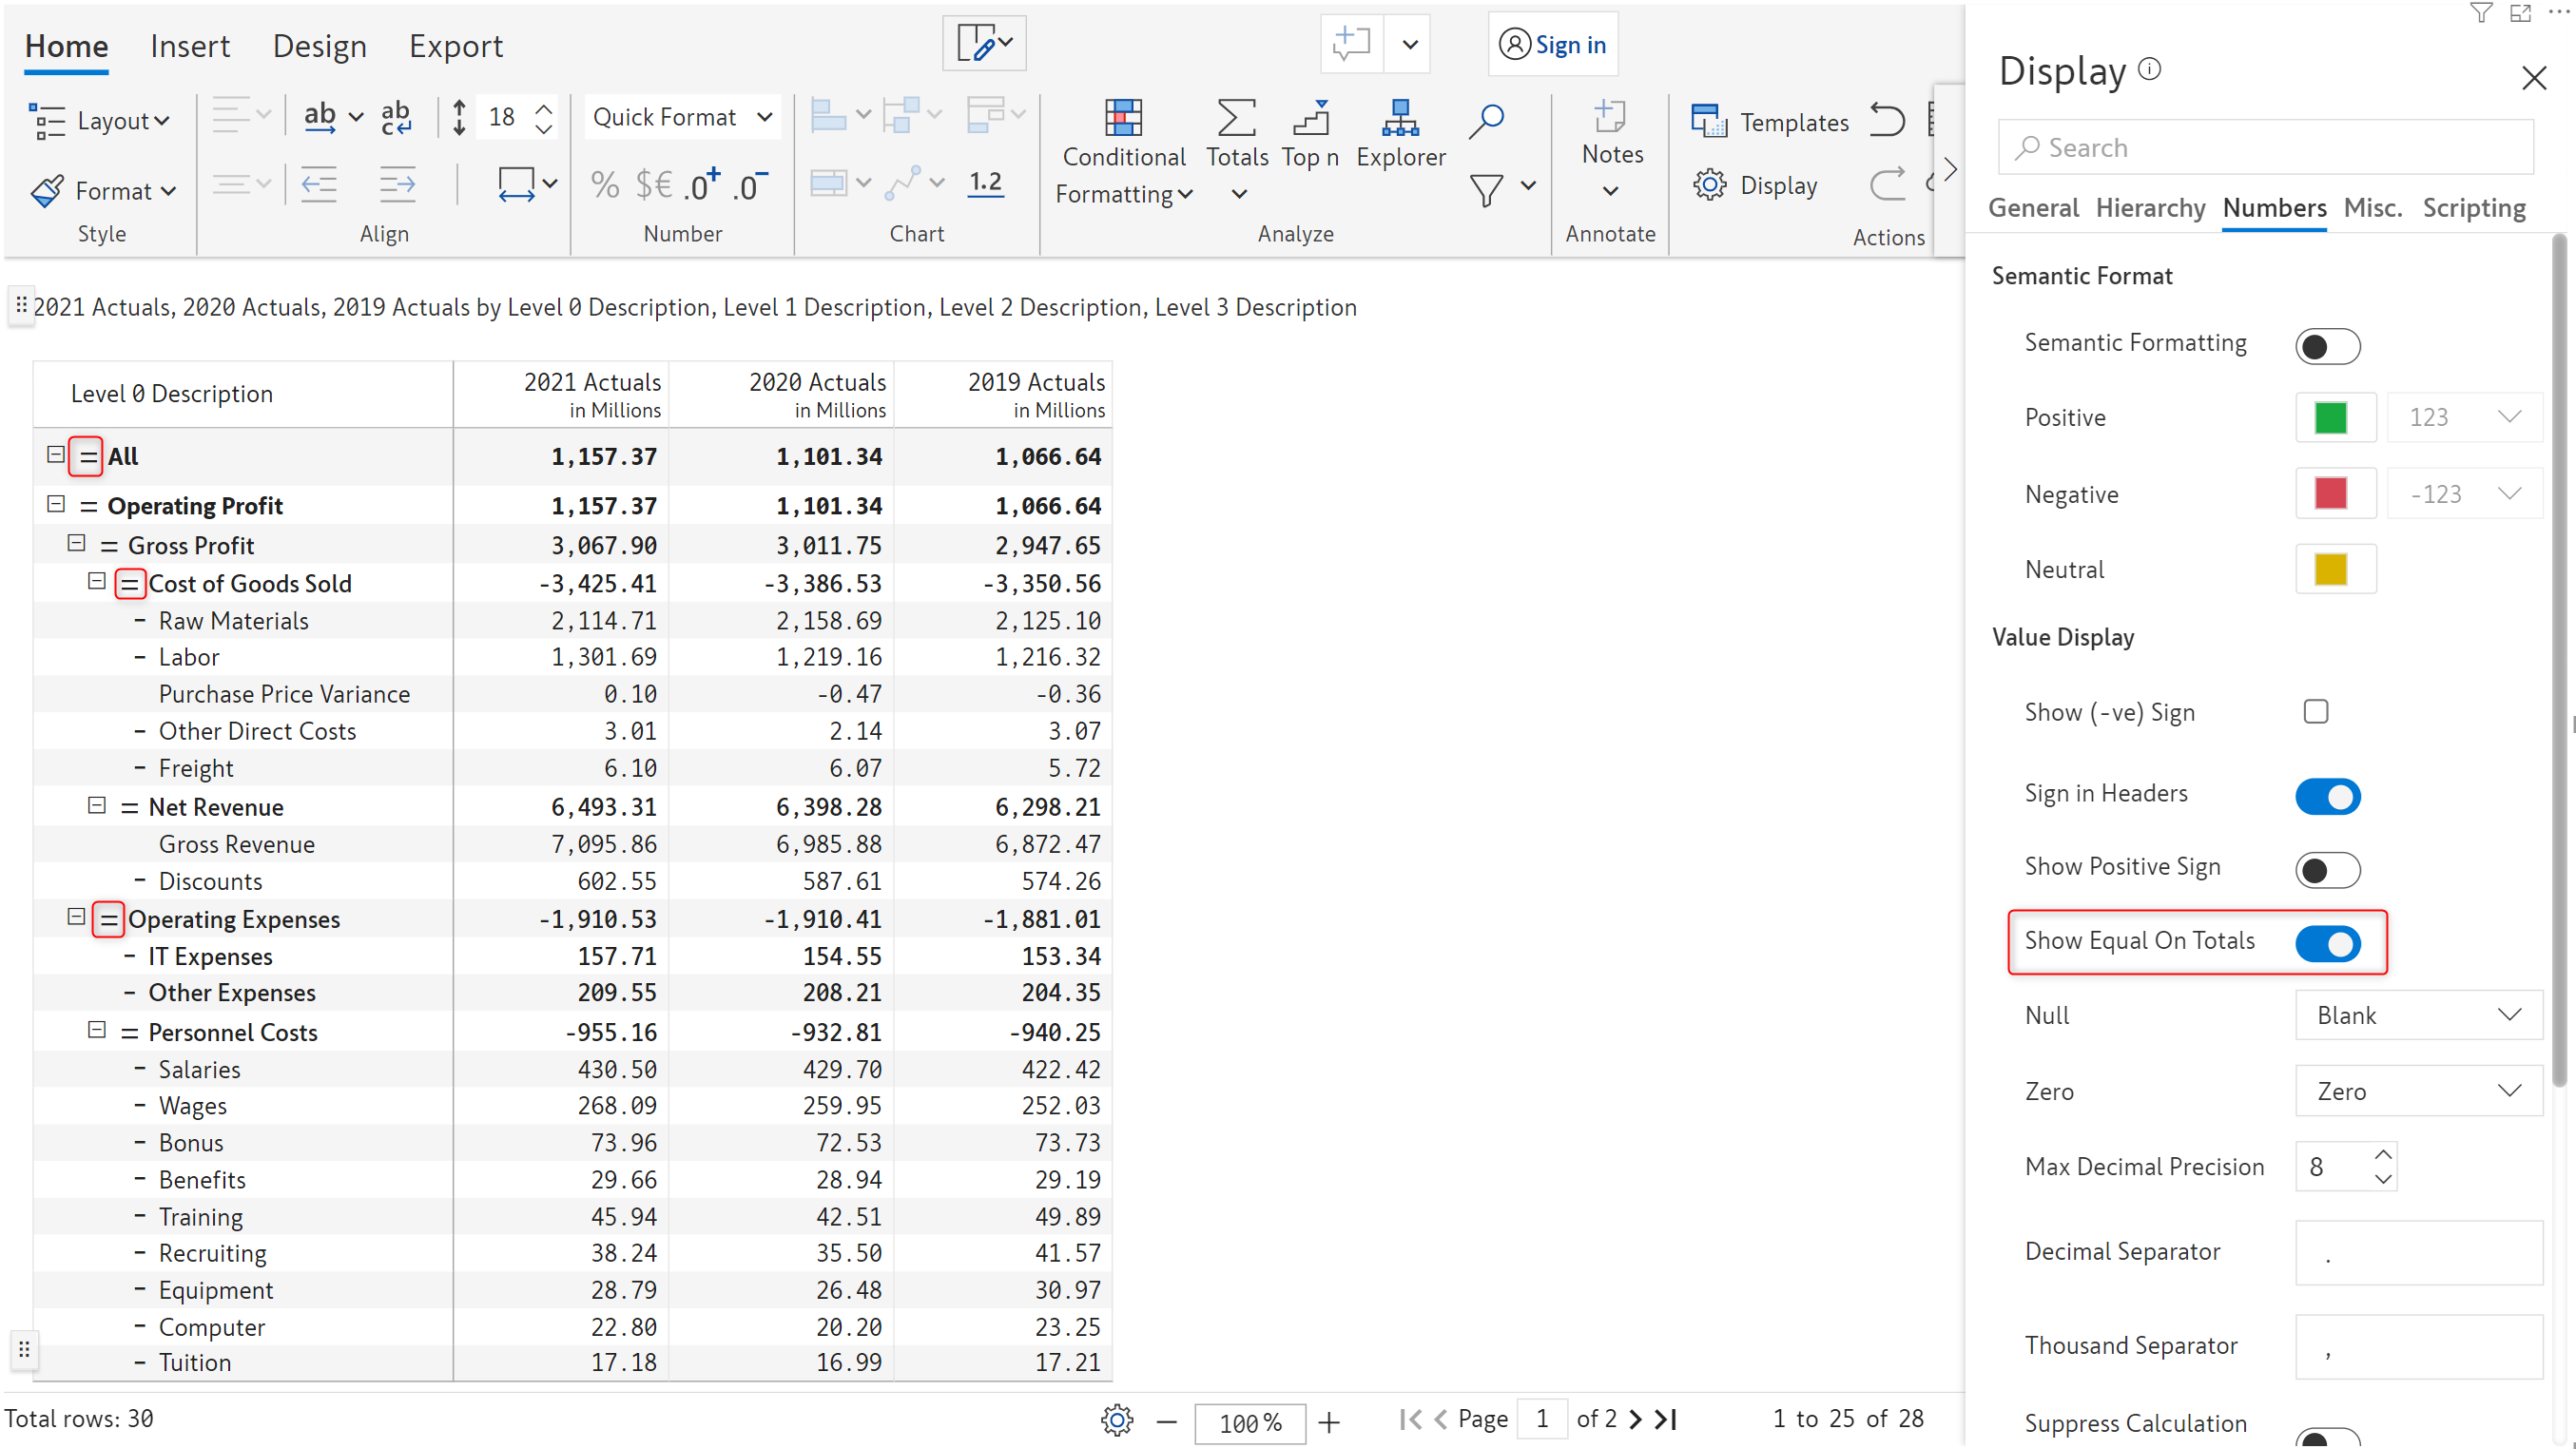 Home Insert Design Export Sign in
Layout ab ab c 18 Quick Format Templates
Conditional Formatting Totals Top n Explorer Notes
Format % $€ .0+ .0- 1.2 Display
Style Align Number Chart Analyze Annotate Actions
2021 Actuals, 2020 Actuals, 2019 Actuals by Level 0 Description, Level 1 Description, Level 2 Description, Level 3 Description
Level 0 Description 2021 Actuals 2020 Actuals 2019 Actuals
in Millions in Millions in Millions
= All 1,157.37 1,101.34 1,066.64
= Operating Profit 1,157.37 1,101.34 1,066.64
= Gross Profit 3,067.90 3,011.75 2,947.65
= Cost of Goods Sold -3,425.41 -3,386.53 -3,350.56
- Raw Materials 2,114.71 2,158.69 2,125.10
- Labor 1,301.69 1,219.16 1,216.32
Purchase Price Variance 0.10 -0.47 -0.36
- Other Direct Costs 3.01 2.14 3.07
- Freight 6.10 6.07 5.72
= Net Revenue 6,493.31 6,398.28 6,298.21
Gross Revenue 7,095.86 6,985.88 6,872.47
- Discounts 602.55 587.61 574.26
= Operating Expenses -1,910.53 -1,910.41 -1,881.01
- IT Expenses 157.71 154.55 153.34
- Other Expenses 209.55 208.21 204.35
= Personnel Costs -955.16 -932.81 -940.25
- Salaries 430.50 429.70 422.42
- Wages 268.09 259.95 252.03
- Bonus 73.96 72.53 73.73
- Benefits 29.66 28.94 29.19
- Training 45.94 42.51 49.89
- Recruiting 38.24 35.50 41.57
- Equipment 28.79 26.48 30.97
- Computer 22.80 20.20 23.25
- Tuition 17.18 16.99 17.21
Total rows: 30 100% Page 1 of 2 1 to 25 of 28
Display
Search
General Hierarchy Numbers Misc. Scripting
Semantic Format
Semantic Formatting
Positive 123
Negative -123
Neutral
Value Display
Show (-ve) Sign
Sign in Headers
Show Positive Sign
Show Equal On Totals
Null Blank
Zero Zero
Max Decimal Precision 8
Decimal Separator .
Thousand Separator ,
Suppress Calculation